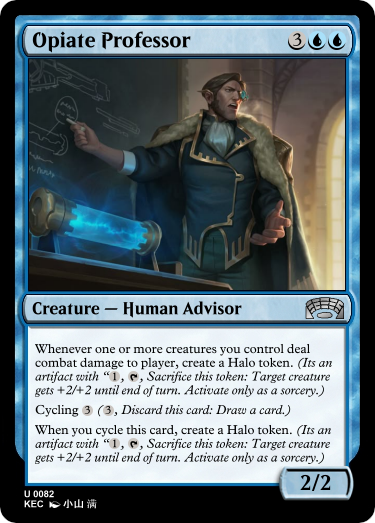 Opiate Professor 3
Creature — Human Advisor
Whenever one or more creatures you control deal
combat damage to player, create a Halo token. (Its an
artifact with “1, , Sacrifice this token: Target creature
gets +2/+2 until end of turn. Activate only as a sorcery.)
Cycling 3 (3, Discard this card: Draw a card.)
When you cycle this card, create a Halo token. (Its an
artifact with “1, , Sacrifice this token: Target creature
gets +2/+2 until end of turn. Activate only as a sorcery.)
2/2
U 0082
KEC 小山 满